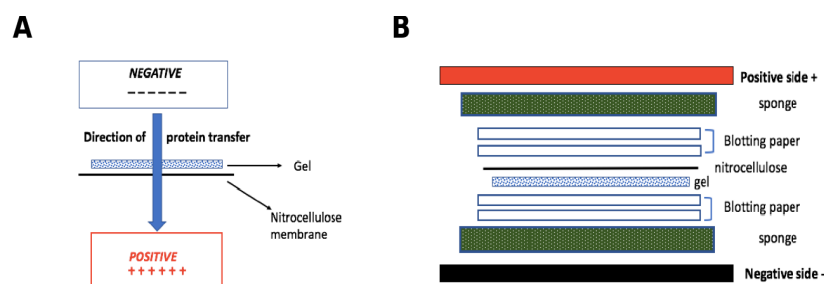 A
NEGATIVE
– – – – – –
Direction of protein transfer
Gel
Nitrocellulose
membrane
POSITIVE
++++++
B
Positive side +
sponge
Blotting paper
nitrocellulose
gel
Blotting paper
sponge
Negative side -